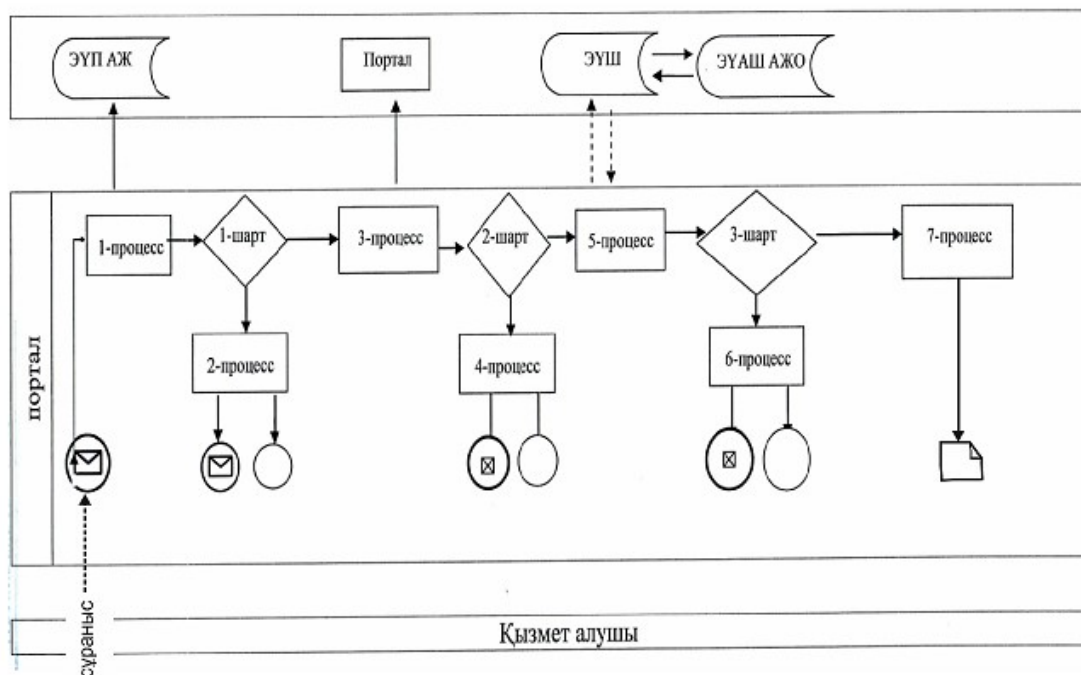 ЭҮП АЖ
Портал
ЭҮШ
ЭҮАШ АЖО
1-процесс
1-шарт
3-процесс
2-шарт
5-процесс
3-шарт
7-процесс
2-процесс
4-процесс
6-процесс
портал
сұраныс
Қызмет алушы